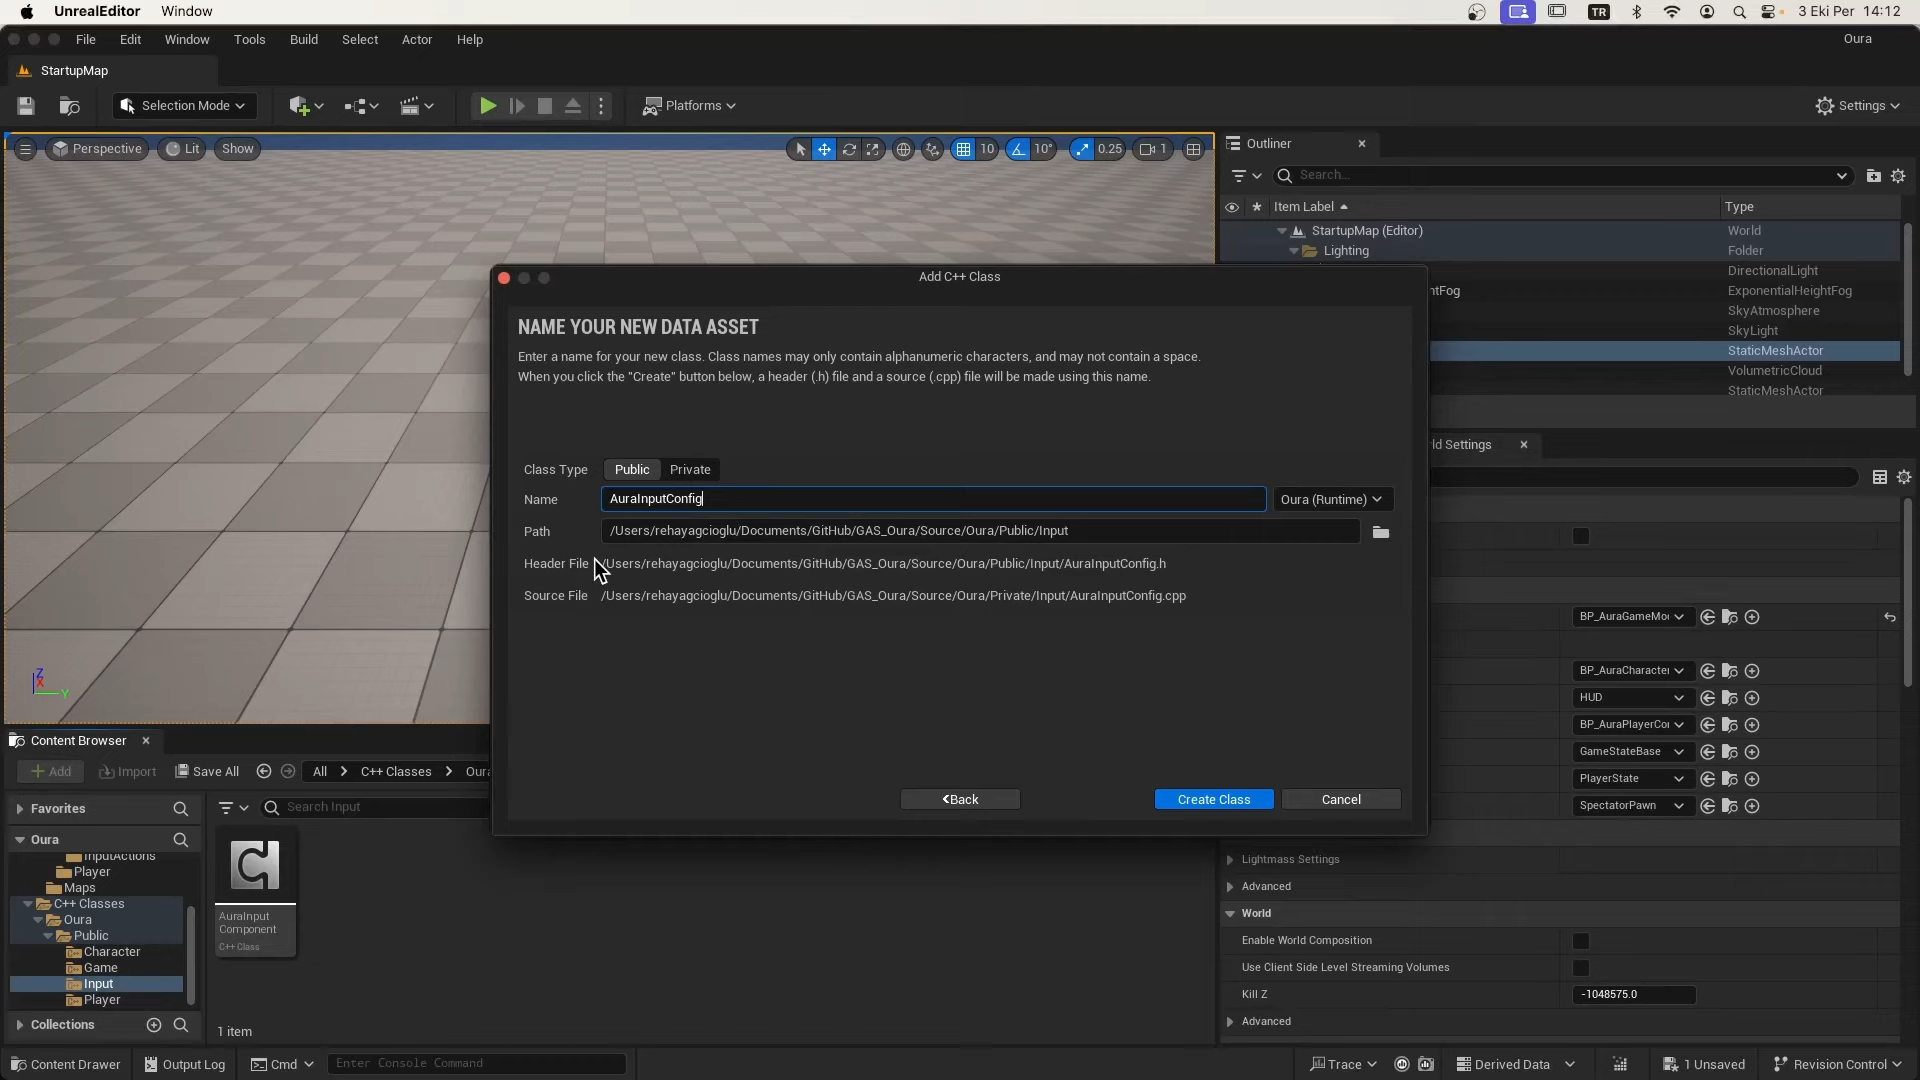 UnrealEditor Window
TR
3 Eki Per 14:12
File Edit Window Tools Build Select Actor Help
Oura
StartupMap
Selection Mode
Platforms
Settings
Perspective Lit Show
10 10° 0.25 1
Outliner
Search...
Item Label Type
StartupMap (Editor) World
Lighting Folder
DirectionalLight
ntFog ExponentialHeightFog
SkyAtmosphere
SkyLight
StaticMeshActor
VolumetricCloud
StaticMeshActor
Add C++ Class
NAME YOUR NEW DATA ASSET
Enter a name for your new class. Class names may only contain alphanumeric characters, and may not contain a space.
When you click the "Create" button below, a header (.h) file and a source (.cpp) file will be made using this name.
Class Type Public Private
Name AuraInputConfig Oura (Runtime)
Path /Users/rehayagcioglu/Documents/GitHub/GAS_Oura/Source/Oura/Public/Input
Header File /Users/rehayagcioglu/Documents/GitHub/GAS_Oura/Source/Oura/Public/Input/AuraInputConfig.h
Source File /Users/rehayagcioglu/Documents/GitHub/GAS_Oura/Source/Oura/Private/Input/AuraInputConfig.cpp
<Back Create Class Cancel
ld Settings
BP_AuraGameMo
BP_AuraCharacter
HUD
BP_AuraPlayerCo
GameStateBase
PlayerState
SpectatorPawn
Lightmass Settings
Advanced
World
Enable World Composition
Use Client Side Level Streaming Volumes
Kill Z -1048575.0
Advanced
Z
X
Y
Content Browser
Add Import Save All All C++ Classes Oura
Favorites
Search Input
Oura
InputActions
Player
Maps
C++ Classes
Oura
Public
Character
Game
Input
Player
Collections
AuraInput
Component
C++ Class
1 item
Content Drawer Output Log Cmd Enter Console Command
Trace Derived Data 1 Unsaved Revision Control